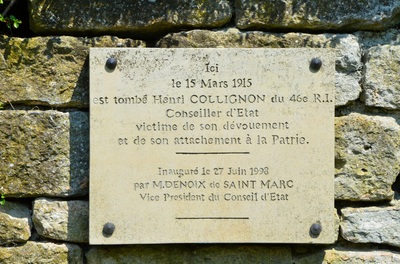 Ici
le 15 Mars 1915
est tombé Henri COLLIGNON du 46e R.I.
Conseiller d'Etat
victime de son dévouement
et de son attachement à la Patrie.
Inauguré le 27 Juin 1998
par M.DENOIX de SAINT MARC
Vice President du Conseil d'Etat